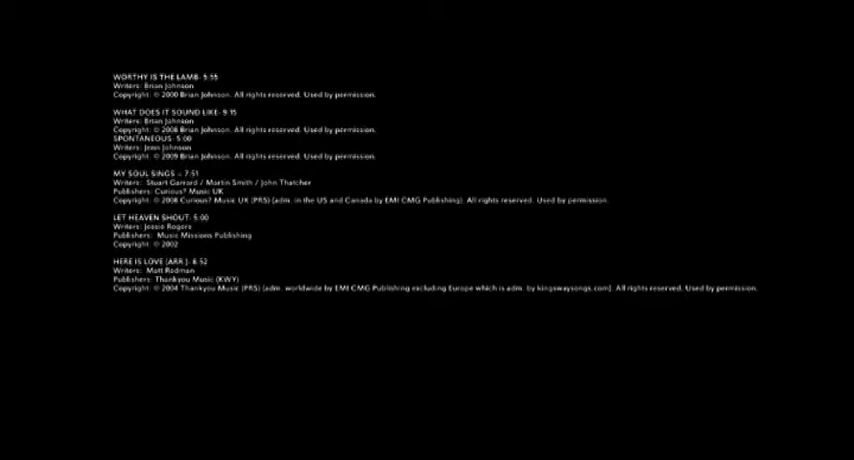 WORTHY IS THE LAMB- 5:55
Writers: Brian Johnson
Copyright: © 2000 Brian Johnson. All rights reserved. Used by permission.
WHAT DOES IT SOUND LIKE- 9:15
Writers: Brian Johnson
Copyright: © 2008 Brian Johnson. All rights reserved. Used by permission.
SPONTANEOUS- 5:00
Writers: Jenn Johnson
Copyright: © 2009 Brian Johnson. All rights reserved. Used by permission.
MY SOUL SINGS - 7:51
Writers: Stuart Garrard / Martin Smith / John Thatcher
Publishers: Curious? Music UK
Copyright: © 2008 Curious? Music UK (PRS) (adm. in the US and Canada by EMI CMG Publishing). All rights reserved. Used by permission.
LET HEAVEN SHOUT- 5:00
Writers: Jessie Rogers
Publishers: Music Missions Publishing
Copyright: © 2002
HERE IS LOVE (ARR.)- 6:52
Writers: Matt Redman
Publishers: Thankyou Music (KWY)
Copyright: © 2004 Thankyou Music (PRS) (adm. worldwide by EMI CMG Publishing excluding Europe which is adm. by kingswaysongs.com). All rights reserved. Used by permission.